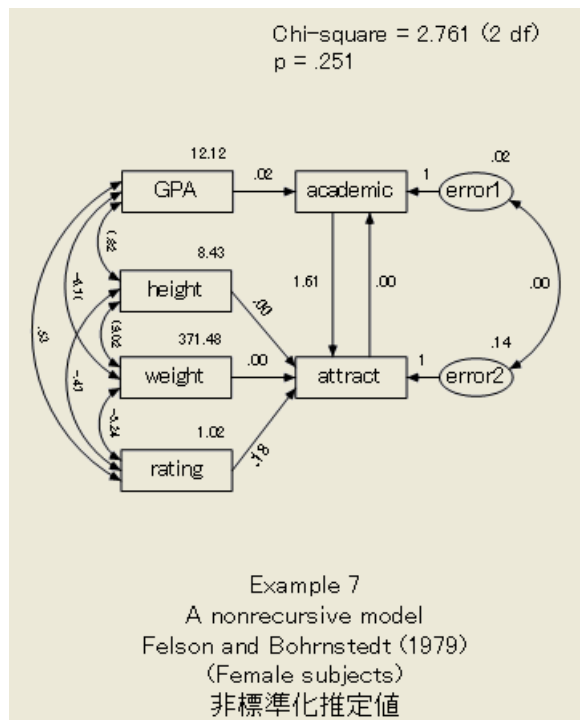 Chi-square = 2.761 (2 df)
p = .251
12.12
.02
.02
GPA
academic
1
error1
8.43
height
1.61
.00
.00
-.00
371.48
.14
weight
.00
attract
1
error2
1.02
rating
Example 7
A nonrecursive model
Felson and Bohrnstedt (1979)
(Female subjects)
非標準化推定値